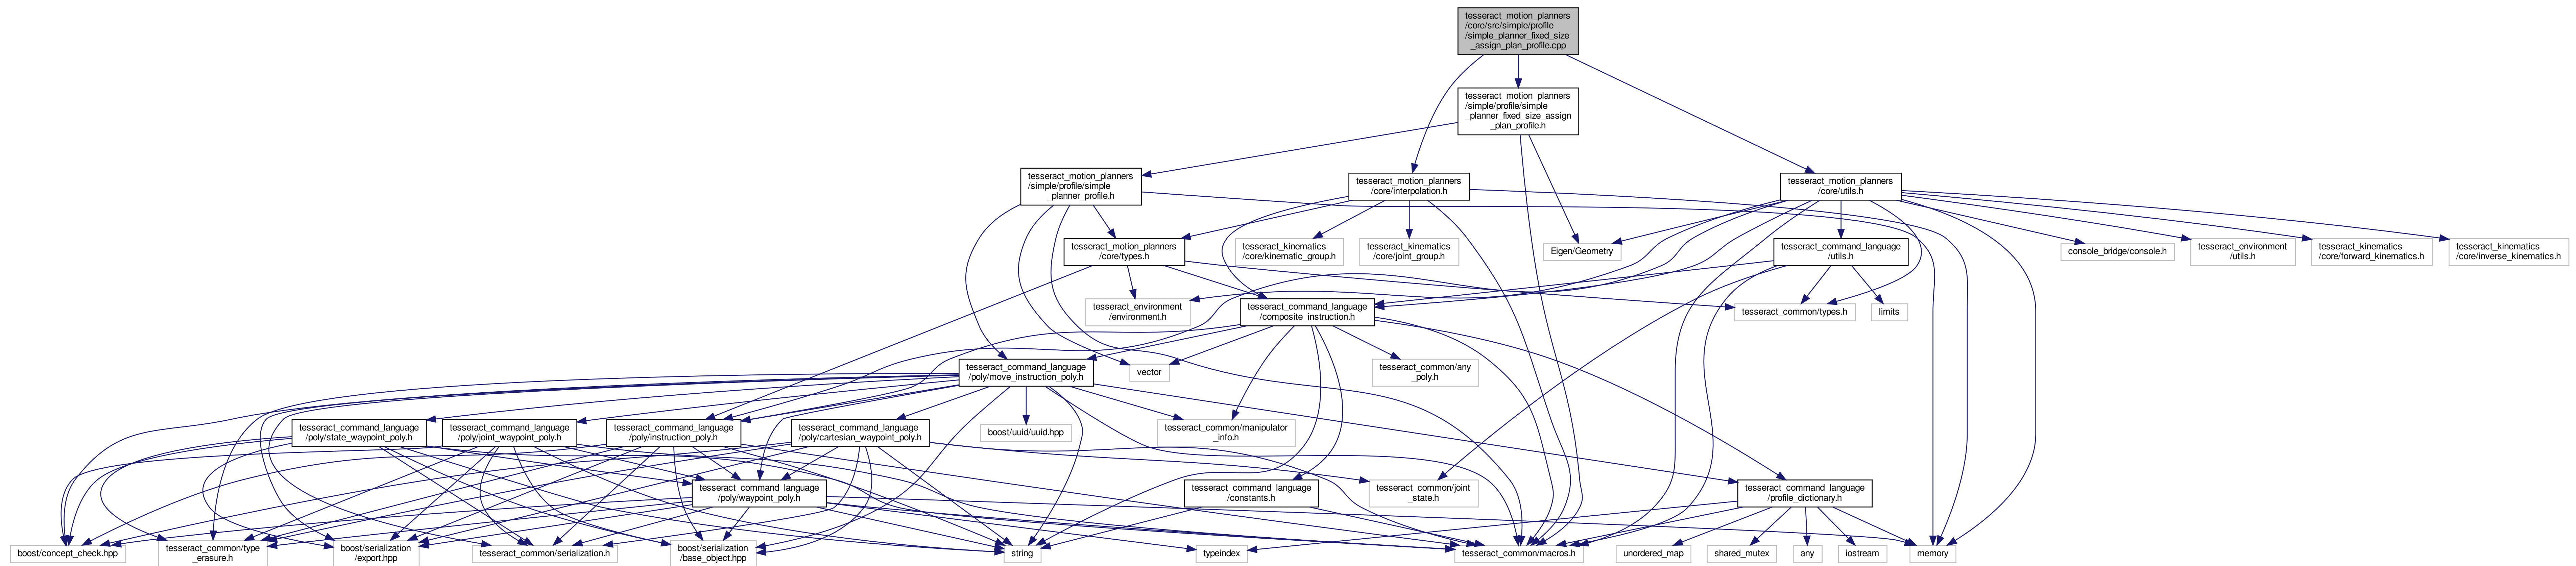 tesseract_motion_planners
/core/src/simple/profile
/simple_planner_fixed_size
_assign_plan_profile.cpp
tesseract_motion_planners
/simple/profile/simple
_planner_fixed_size_assign
_plan_profile.h
tesseract_motion_planners
/simple/profile/simple
_planner_profile.h
tesseract_motion_planners
/core/interpolation.h
tesseract_motion_planners
/core/utils.h
tesseract_motion_planners
/core/types.h
tesseract_kinematics
/core/kinematic_group.h
tesseract_kinematics
/core/joint_group.h
Eigen/Geometry
tesseract_command_language
/utils.h
console_bridge/console.h
tesseract_environment
/utils.h
tesseract_kinematics
/core/forward_kinematics.h
tesseract_kinematics
/core/inverse_kinematics.h
tesseract_environment
/environment.h
tesseract_command_language
/composite_instruction.h
tesseract_common/types.h
limits
tesseract_command_language
/poly/move_instruction_poly.h
vector
tesseract_common/any
_poly.h
tesseract_command_language
/poly/state_waypoint_poly.h
tesseract_command_language
/poly/joint_waypoint_poly.h
tesseract_command_language
/poly/instruction_poly.h
tesseract_command_language
/poly/cartesian_waypoint_poly.h
boost/uuid/uuid.hpp
tesseract_common/manipulator
_info.h
tesseract_command_language
/poly/waypoint_poly.h
tesseract_command_language
/constants.h
tesseract_common/joint
_state.h
tesseract_command_language
/profile_dictionary.h
boost/concept_check.hpp
tesseract_common/type
_erasure.h
boost/serialization
/export.hpp
tesseract_common/serialization.h
boost/serialization
/base_object.hpp
string
typeindex
tesseract_common/macros.h
unordered_map
shared_mutex
any
iostream
memory